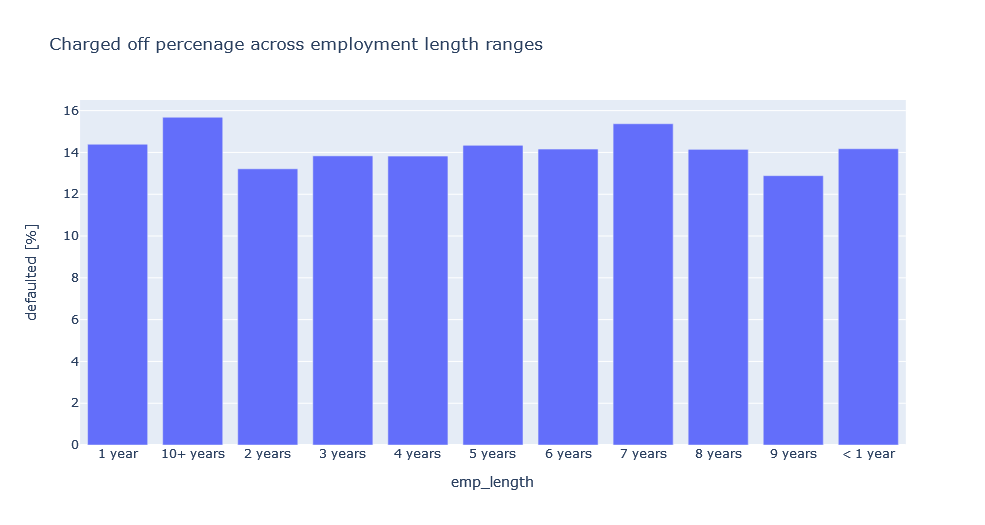 Charged off percenage across employment length ranges
16
14
12
10
8
6
4
2
0
defaulted [%]
1 year 10+ years 2 years 3 years 4 years 5 years 6 years 7 years 8 years 9 years < 1 year
emp_length